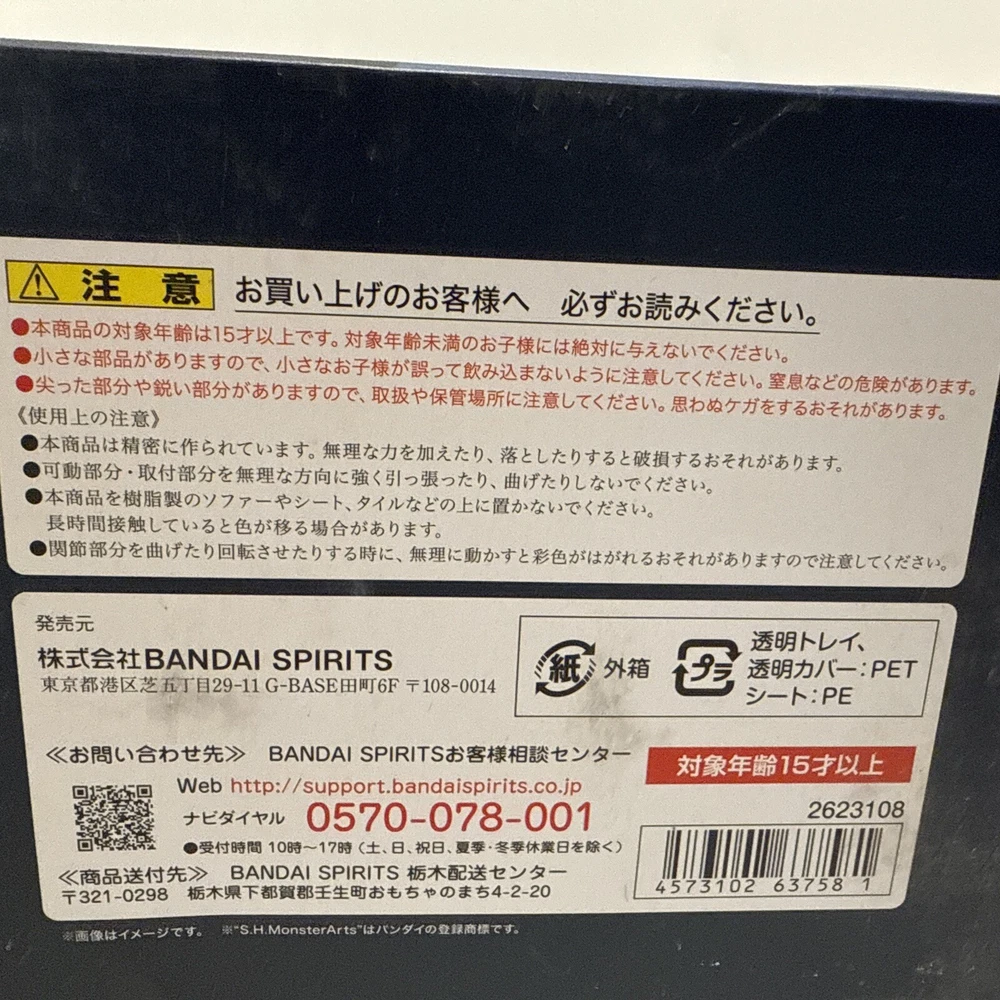 注意 お買い上げのお客様へ 必ずお読みください。
●本商品の対象年齢は15才以上です。対象年齢未満のお子様には絶対に与えないでください。
●小さな部品がありますので、小さなお子様が誤って飲み込まないように注意してください。窒息などの危険があります。
●尖った部分や鋭い部分がありますので、取扱や保管場所に注意してください。思わぬケガをするおそれがあります。
《使用上の注意》
●本商品は精密に作られています。無理な力を加えたり、落としたりすると破損するおそれがあります。
●可動部分・取付部分を無理な方向に強く引っ張ったり、曲げたりしないでください。
●本商品を樹脂製のソファーやシート、タイルなどの上に置かないでください。
長時間接触していると色が移る場合があります。
●関節部分を曲げたり回転させたりする時に、無理に動かすと彩色がはがれるおそれがありますので注意してください。
発売元
株式会社BANDAI SPIRITS
東京都港区芝五丁目29-11 G-BASE田町6F 〒108-0014
紙 外箱
プラ 透明トレイ、
透明カバー：PET
シート：PE
≪お問い合わせ先≫ BANDAI SPIRITSお客様相談センター
Web http://support.bandaispirits.co.jp
ナビダイヤル 0570-078-001
●受付時間 10時〜17時（土、日、祝日、夏季・冬季休業日を除く）
≪商品送付先≫ BANDAI SPIRITS 栃木配送センター
〒321-0298 栃木県下都賀郡壬生町おもちゃのまち4-2-20
対象年齢15才以上
2623108
4573102 637581
※画像はイメージです。 ※"S.H.MonsterArts"はバンダイの登録商標です。